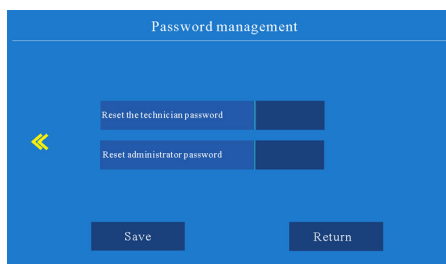 Password management
Reset the technician password
Reset administrator password
Save
Return